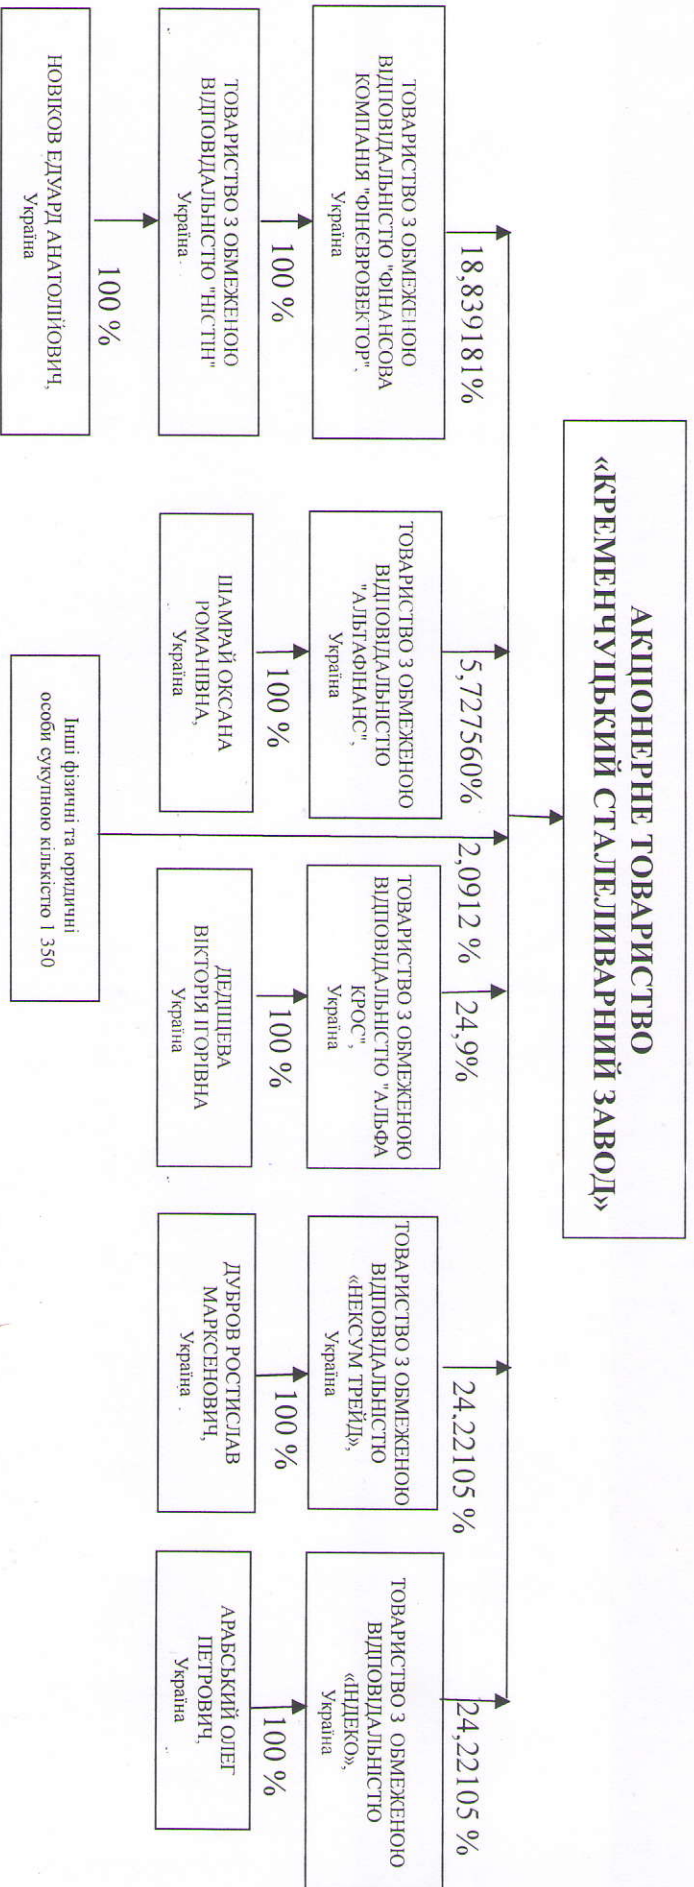 АКЦІОНЕРНЕ ТОВАРИСТВО
«КРЕМЕНЧУЦЬКИЙ СТАЛЕЛИВАРНИЙ ЗАВОД»
18,839181%
5,727560%
2,0912 %
24,9%
24,22105 %
24,22105 %
ТОВАРИСТВО З ОБМЕЖЕНОЮ
ВІДПОВІДАЛЬНІСТЮ "ФІНАНСОВА
КОМПАНІЯ "ФІНЄВРОВЕКТОР",
Україна
ТОВАРИСТВО З ОБМЕЖЕНОЮ
ВІДПОВІДАЛЬНІСТЮ
"АЛЬТАФІНАНС",
Україна
ТОВАРИСТВО З ОБМЕЖЕНОЮ
ВІДПОВІДАЛЬНІСТЮ "АЛЬФА
КРОС",
Україна
ТОВАРИСТВО З ОБМЕЖЕНОЮ
ВІДПОВІДАЛЬНІСТЮ
«НЕКСУМ ТРЕЙД»,
Україна
ТОВАРИСТВО З ОБМЕЖЕНОЮ
ВІДПОВІДАЛЬНІСТЮ
«ІНДЕКО»,
Україна
100 %
100 %
100 %
100 %
100 %
ТОВАРИСТВО З ОБМЕЖЕНОЮ
ВІДПОВІДАЛЬНІСТЮ "НІСТІН"
Україна
ШАМРАЙ ОКСАНА
РОМАНІВНА,
Україна
ДЕДІЩЕВА
ВІКТОРІЯ ІГОРІВНА
Україна
ДУБРОВ РОСТИСЛАВ
МАРКСЕНОВИЧ,
Україна
АРАБСЬКИЙ ОЛЕГ
ПЕТРОВИЧ,
Україна
100 %
НОВІКОВ ЕДУАРД АНАТОЛІЙОВИЧ,
Україна
Інші фізичні та юридичні
особи сукупною кількістю 1 350